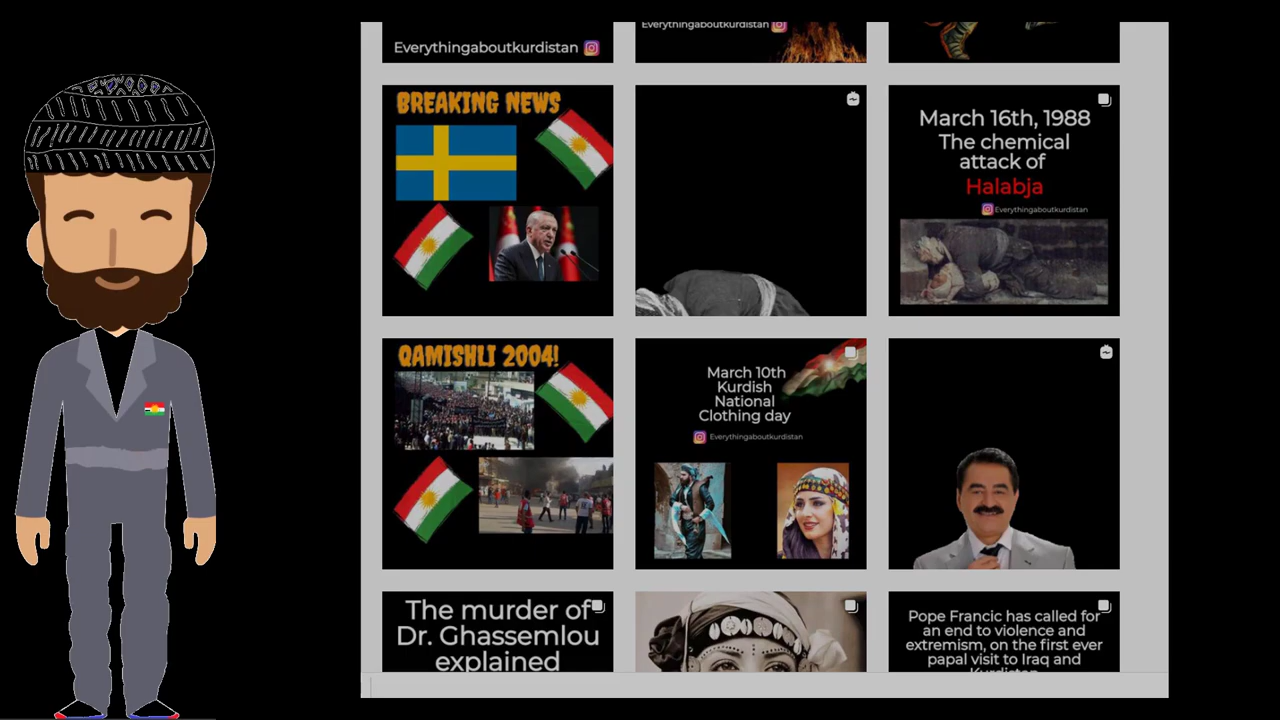 Everythingaboutkurdistan
Everythingaboutkurdistan
BREAKING NEWS
March 16th, 1988
The chemical
attack of
Halabja
Everythingaboutkurdistan
QAMISHLI 2004!
March 10th
Kurdish
National
Clothing day
Everythingaboutkurdistan
The murder of
Dr. Ghassemlou
explained
Pope Francic has called for
an end to violence and
extremism, on the first ever
papal visit to Iraq and
Kurdistan